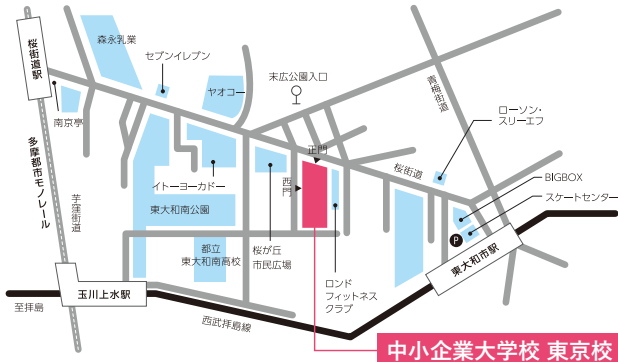 森永乳業
セブンイレブン
桜街道駅
ヤオコー
末広公園入口
青梅街道
南京亭
ローソン・
スリーエフ
正門
桜街道
多摩都市モノレール
芋窪街道
イトーヨーカドー
西門
BIGBOX
スケートセンター
東大和南公園
P
都立
東大和南高校
桜が丘
市民広場
東大和市駅
ロンド
フィットネス
クラブ
玉川上水駅
至拝島
西武拝島線
中小企業大学校 東京校